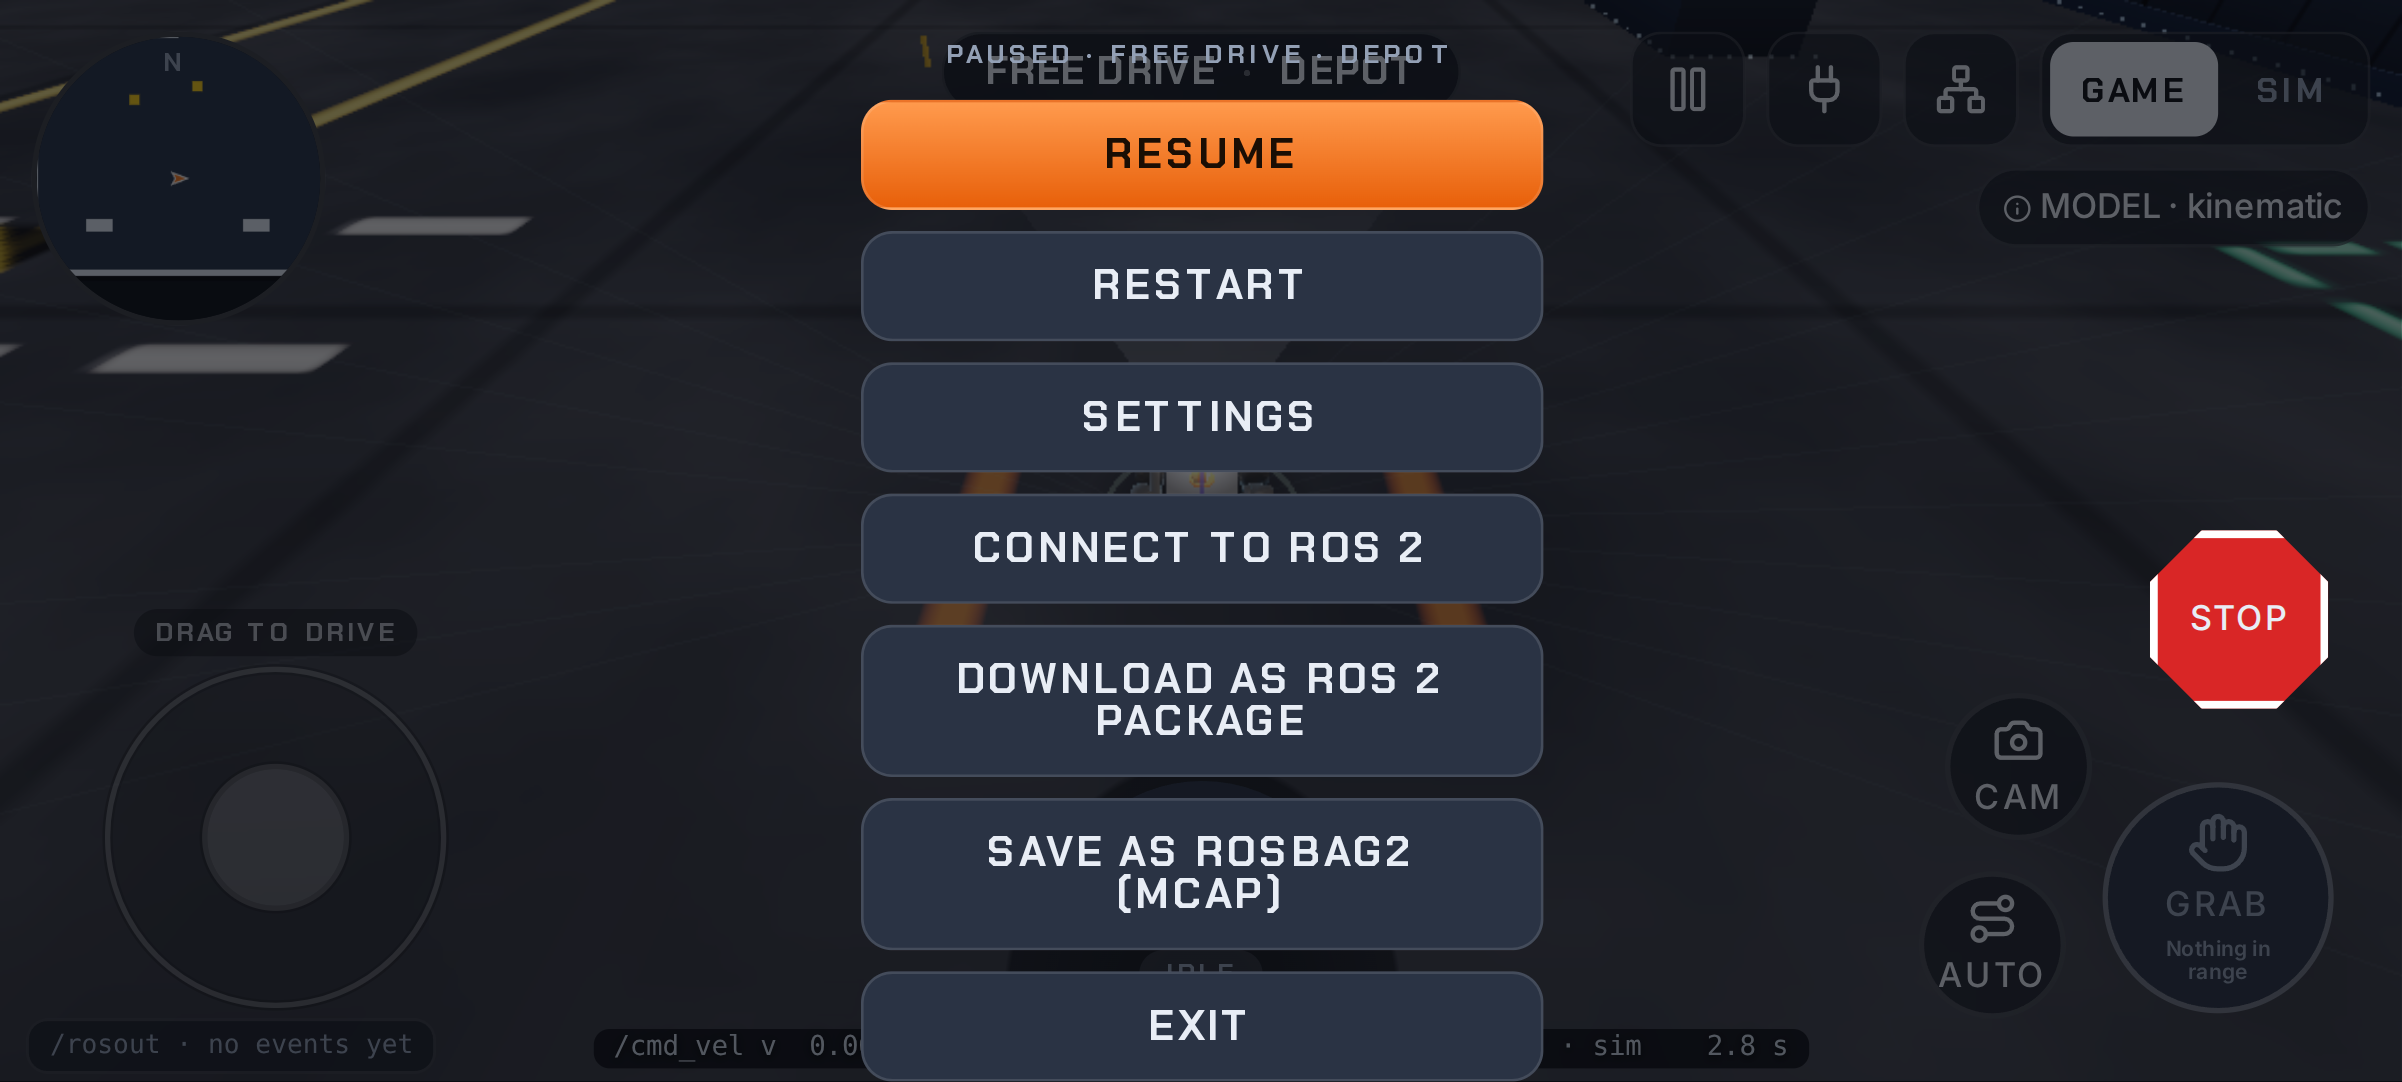 N
PAUSED · FREE DRIVE · DEPOT
FREE DRIVE · DEPOT
GAME
SIM
MODEL · kinematic
RESUME
RESTART
SETTINGS
CONNECT TO ROS 2
DOWNLOAD AS ROS 2
PACKAGE
SAVE AS ROSBAG2
(MCAP)
EXIT
DRAG TO DRIVE
STOP
CAM
GRAB
Nothing in
range
AUTO
/rosout · no events yet
/cmd_vel v 0.0
· sim 2.8 s